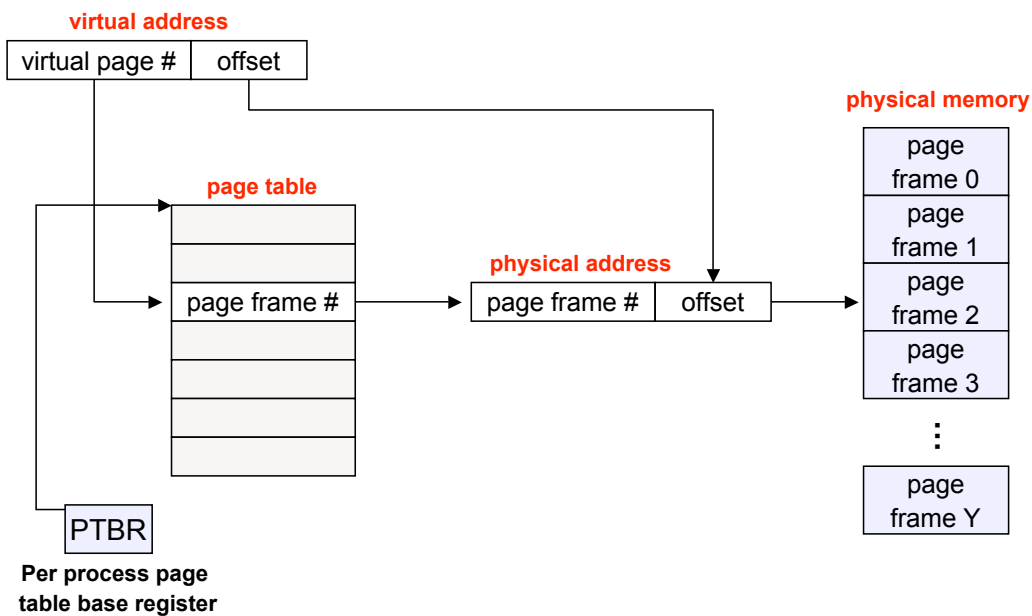 virtual address
virtual page #
offset
physical memory
page
frame 0
page
frame 1
page
frame 2
page
frame 3
⋮
page
frame Y
page table
page frame #
physical address
page frame #
offset
PTBR
Per process page
table base register